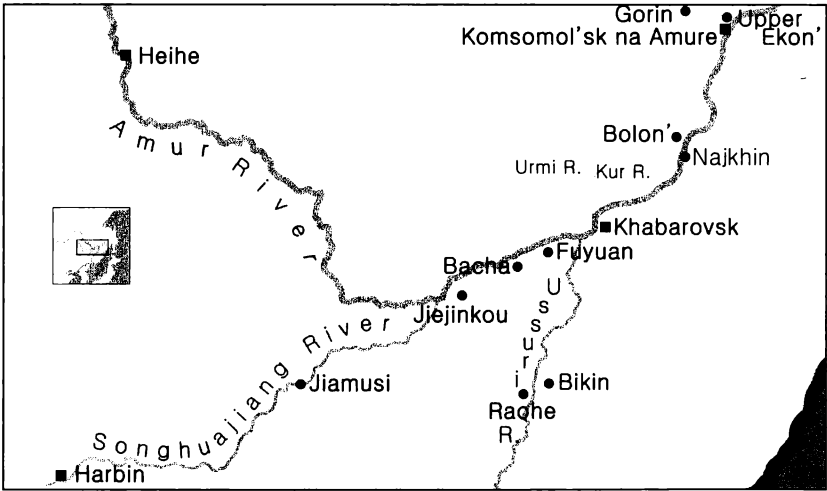 Gorin
Upper
Komsomol'sk na Amure
Ekon'
Heihe
Amur River
Bolon'
Najkhin
Urmi R.
Kur R.
Khabarovsk
Fuyuan
Bacha
Ussuri R.
Jiejinkou
Songhuajiang River
Jiamusi
Bikin
Raohe
Harbin